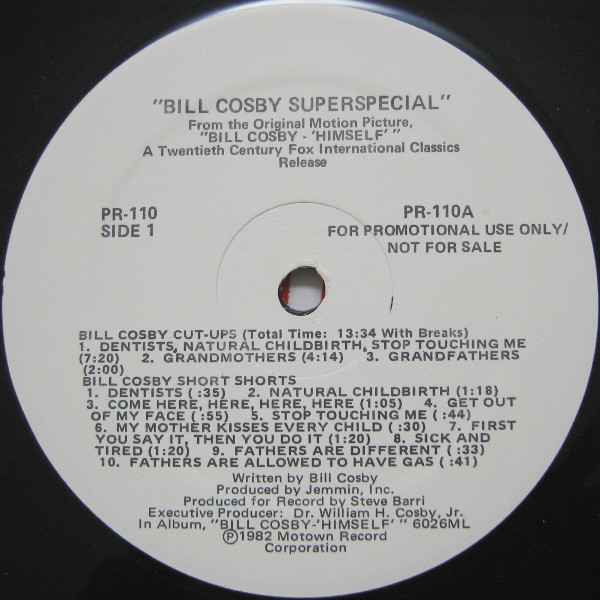 "BILL COSBY SUPERSPECIAL"
From the Original Motion Picture,
"BILL COSBY - 'HIMSELF' "
A Twentieth Century Fox International Classics
Release
PR-110
SIDE 1
PR-110A
FOR PROMOTIONAL USE ONLY/
NOT FOR SALE
BILL COSBY CUT-UPS (Total Time: 13:34 With Breaks)
1. DENTISTS, NATURAL CHILDBIRTH, STOP TOUCHING ME
(7:20) 2. GRANDMOTHERS (4:14) 3. GRANDFATHERS
(2:00)
BILL COSBY SHORT SHORTS
1. DENTISTS ( :35) 2. NATURAL CHILDBIRTH (1:18)
3. COME HERE, HERE, HERE, HERE (1:05) 4. GET OUT
OF MY FACE ( :55) 5. STOP TOUCHING ME ( :44)
6. MY MOTHER KISSES EVERY CHILD ( :30) 7. FIRST
YOU SAY IT, THEN YOU DO IT (1:20) 8. SICK AND
TIRED (1:20) 9. FATHERS ARE DIFFERENT ( :33)
10. FATHERS ARE ALLOWED TO HAVE GAS ( :41)
Written by Bill Cosby
Produced by Jemmin, Inc.
Produced for Record by Steve Barri
Executive Producer: Dr. William H. Cosby, Jr.
In Album, "BILL COSBY-'HIMSELF' " 6026ML
Ⓟ1982 Motown Record
Corporation